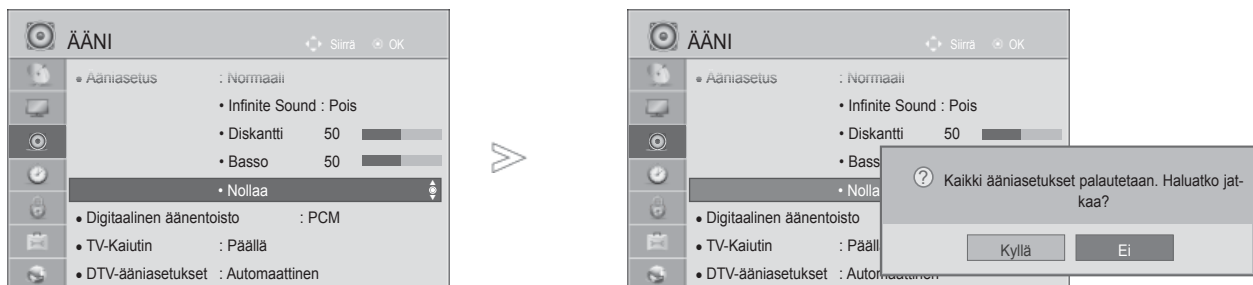 ÄÄNI
Siirrä OK
• Ääniasetus : Normaali
• Infinite Sound : Pois
• Diskantti 50
• Basso 50
• Nollaa
• Digitaalinen äänentoisto : PCM
• TV-Kaiutin : Päällä
• DTV-ääniasetukset : Automaattinen
ÄÄNI
Siirrä OK
• Ääniasetus : Normaali
• Infinite Sound : Pois
• Diskantti 50
• Bass
• Nolla
• Digitaalinen äänent
• TV-Kaiutin : Pääll
• DTV-ääniasetukset : Automaattinen
? Kaikki ääniasetukset palautetaan. Haluatko jat-
kaa?
Kyllä Ei